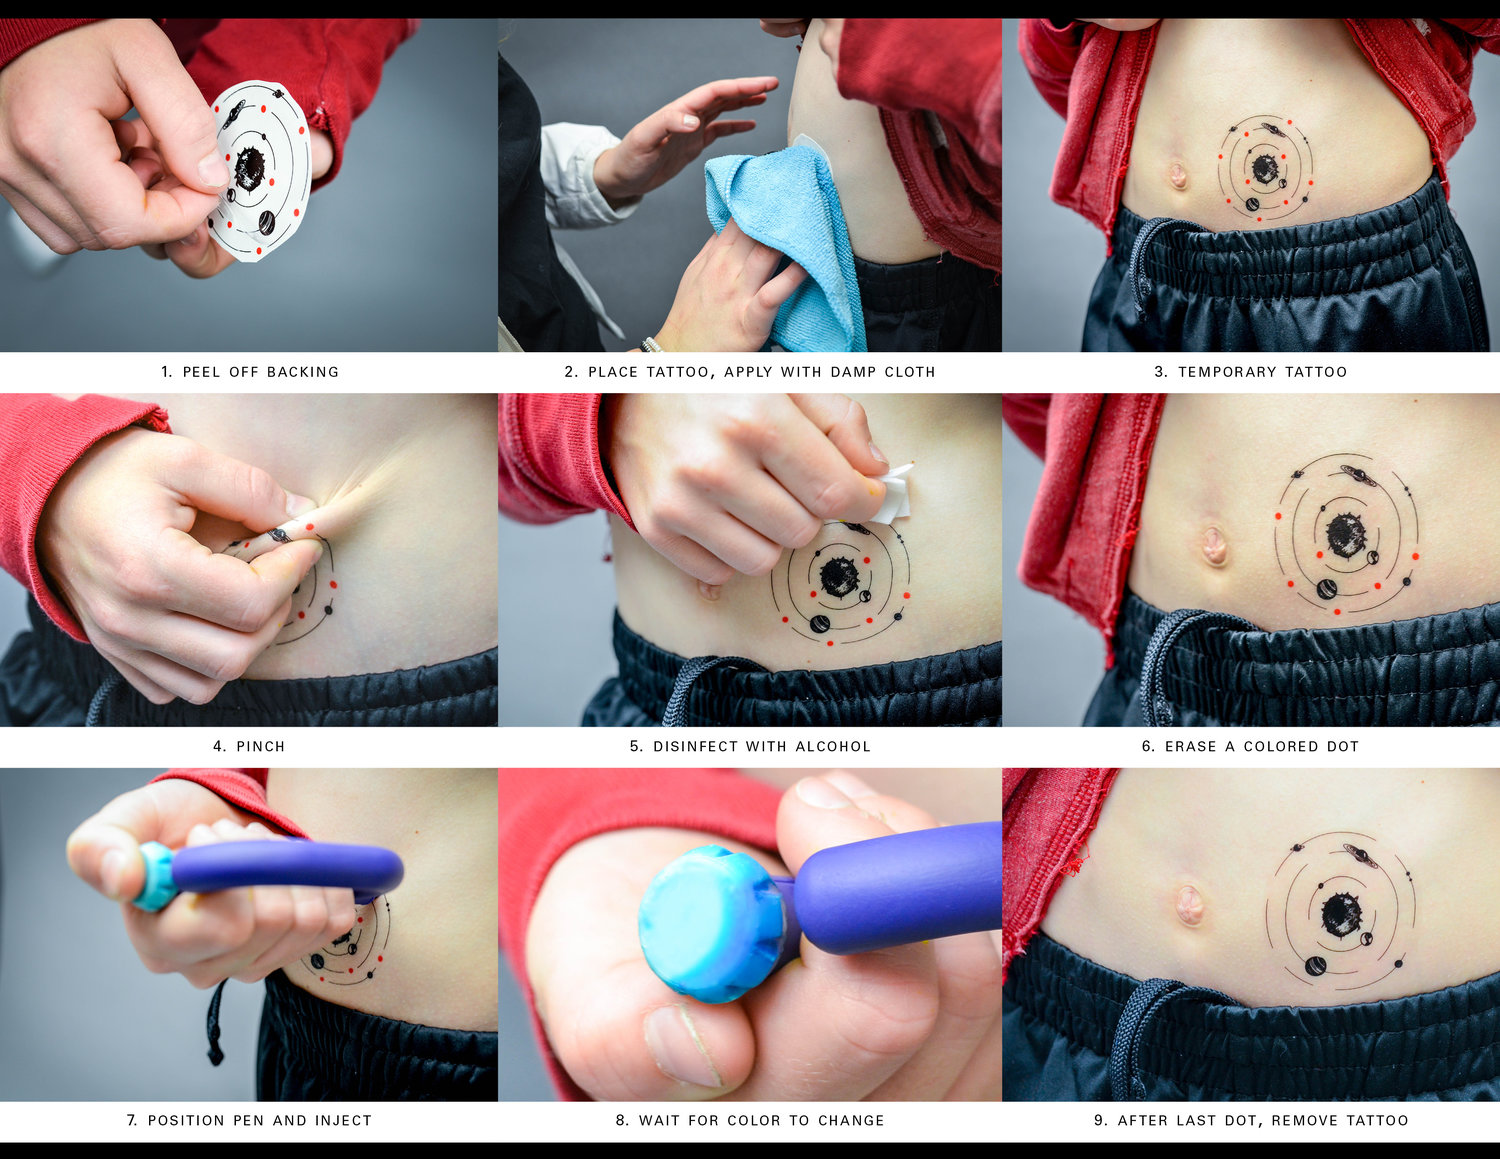 1. PEEL OFF BACKING
2. PLACE TATTOO, APPLY WITH DAMP CLOTH
3. TEMPORARY TATTOO
4. PINCH
5. DISINFECT WITH ALCOHOL
6. ERASE A COLORED DOT
7. POSITION PEN AND INJECT
8. WAIT FOR COLOR TO CHANGE
9. AFTER LAST DOT, REMOVE TATTOO